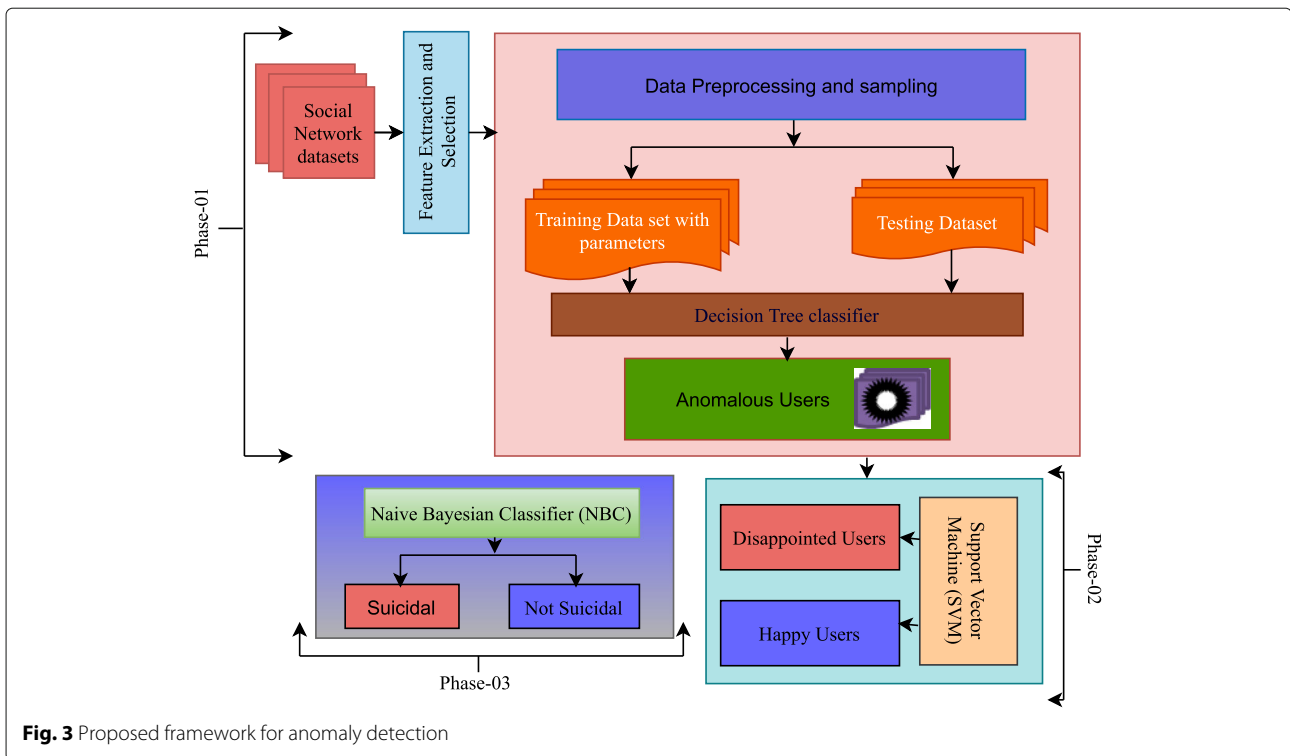 Phase-01
Social
Network
datasets
Feature Extraction and
Selection
Data Preprocessing and sampling
Training Data set with
parameters
Testing Dataset
Decision Tree classifier
Anomalous Users
Naive Bayesian Classifier (NBC)
Suicidal
Not Suicidal
Phase-03
Disappointed Users
Happy Users
Support Vector
Machine (SVM)
Phase-02
Fig. 3 Proposed framework for anomaly detection